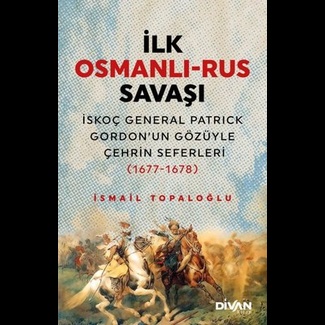 İLK
OSMANLI-RUS
SAVAŞI
İSKOÇ GENERAL PATRICK
GORDON'UN GÖZÜYLE
ÇEHRİN SEFERLERİ
(1677-1678)
İSMAİL TOPALOĞLU
DİVAN